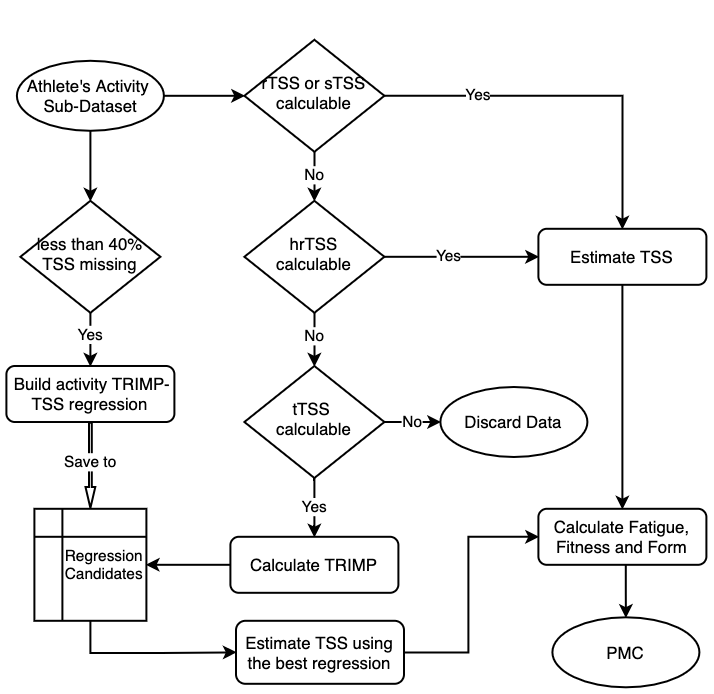 Athlete's Activity
Sub-Dataset
rTSS or sTSS
calculable
Yes
No
less than 40%
TSS missing
hrTSS
calculable
Yes
Estimate TSS
Yes
No
Build activity TRIMP-
TSS regression
tTSS
calculable
No
Discard Data
Save to
Yes
Regression
Candidates
Calculate TRIMP
Calculate Fatigue,
Fitness and Form
Estimate TSS using
the best regression
PMC